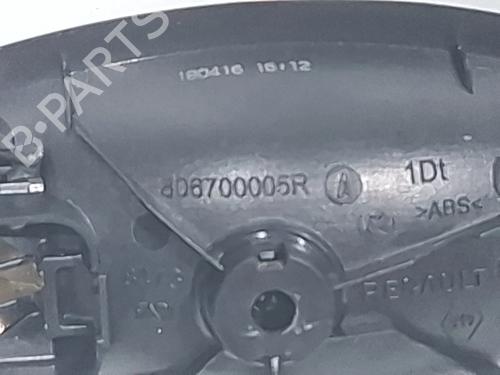 180416 16:12
B-PARTS
806700005R
1Dt
>ABS<
RENAULT